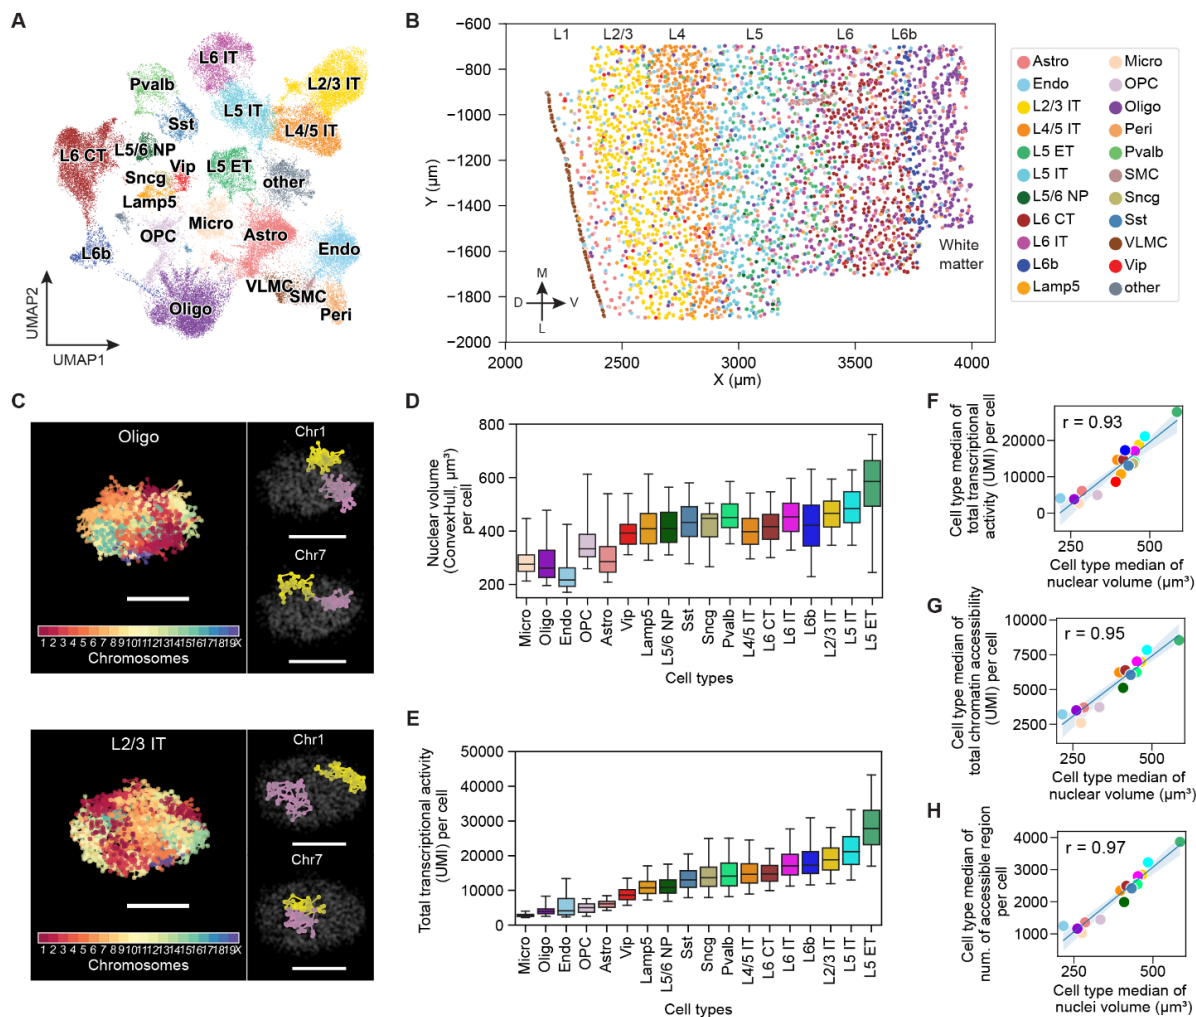 A
L6 IT
L2/3 IT
Pvalb
L5 IT
Sst
L4/5 IT
L6 CT
L5/6 NP
Vip
L5 ET
Sncg
other
Lamp5
Micro
OPC
Astro
L6b
Endo
VLMC
SMC
Oligo
Peri
UMAP2
UMAP1
B
L1 L2/3 L4 L5 L6 L6b
−600
−800
−1000
−1200
−1400
−1600
−1800
−2000
Y (μm)
White
matter
M
D V
L
2000 2500 3000 3500 4000
X (μm)
Astro
Endo
L2/3 IT
L4/5 IT
L5 ET
L5 IT
L5/6 NP
L6 CT
L6 IT
L6b
Lamp5
Micro
OPC
Oligo
Peri
Pvalb
SMC
Sncg
Sst
VLMC
Vip
other
C
Oligo
Chr1
Chr7
1 2 3 4 5 6 7 8 9 10 11 12 13 14 15 16 17 18 19 X
Chromosomes
L2/3 IT
Chr1
Chr7
1 2 3 4 5 6 7 8 9 10 11 12 13 14 15 16 17 18 19 X
Chromosomes
D
Nuclear volume
(ConvexHull, μm³)
per cell
800
600
400
200
Micro
Oligo
Endo
OPC
Astro
Vip
Lamp5
L5/6 NP
Sst
Sncg
Pvalb
L4/5 IT
L6 CT
L6 IT
L6b
L2/3 IT
L5 IT
L5 ET
Cell types
E
Total transcriptional activity
(UMI) per cell
50000
40000
30000
20000
10000
0
Micro
Oligo
Endo
OPC
Astro
Vip
Lamp5
L5/6 NP
Sst
Sncg
Pvalb
L4/5 IT
L6 CT
L6 IT
L6b
L2/3 IT
L5 IT
L5 ET
Cell types
F
Cell type median of
total transcriptional
activity (UMI) per cell
r = 0.93
20000
10000
0
250 500
Cell type median of
nuclear volume (μm³)
G
Cell type median of
total chromatin accessibility
(UMI) per cell
r = 0.95
10000
7500
5000
2500
250 500
Cell type median of
nuclear volume (μm³)
H
Cell type median of
num. of accessible region
per cell
r = 0.97
4000
3000
2000
1000
250 500
Cell type median of
nuclei volume (μm³)